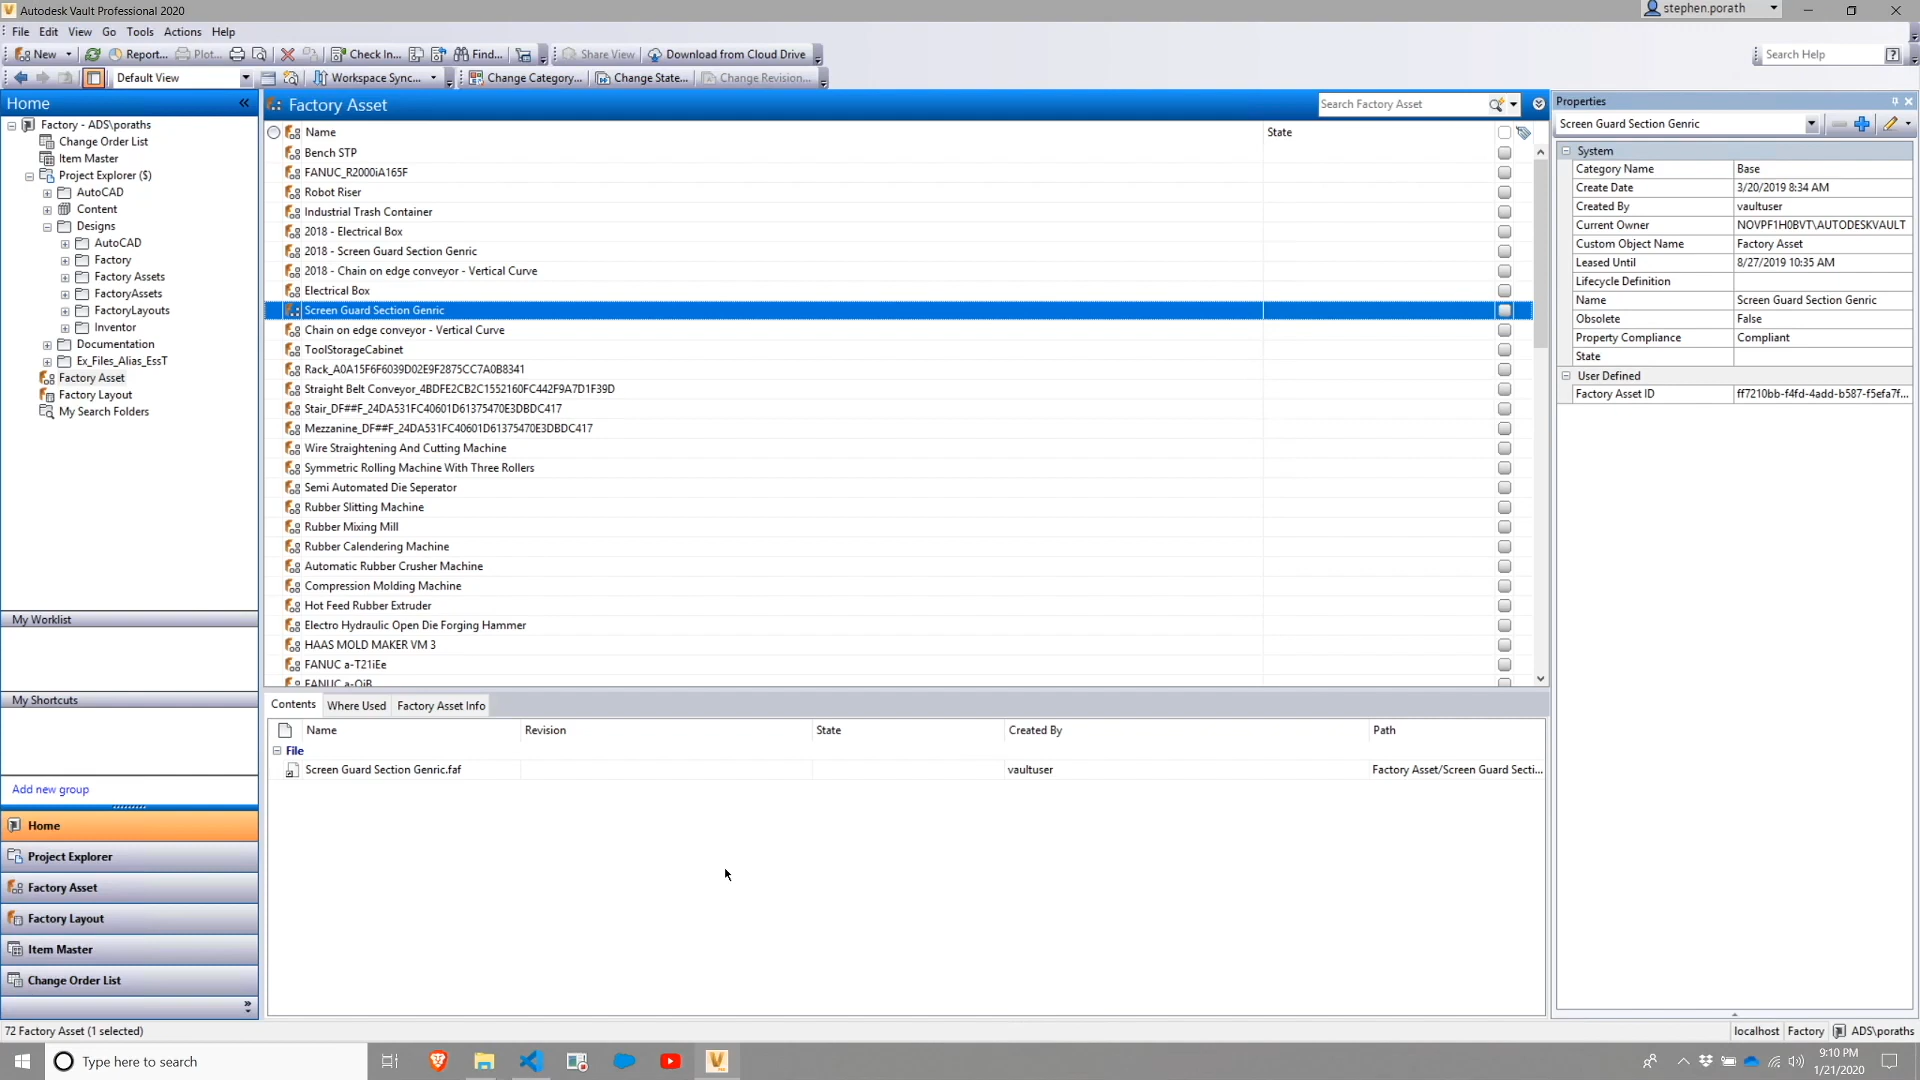 Autodesk Vault Professional 2020
stephen.porath
File Edit View Go Tools Actions Help
New Report... Plot... Check In... Find... Share View Download from Cloud Drive Search Help
Default View Workspace Sync... Change Category... Change State... Change Revision...
Home
Factory - ADS\poraths
Change Order List
Item Master
Project Explorer ($)
AutoCAD
Content
Designs
AutoCAD
Factory
Factory Assets
FactoryAssets
FactoryLayouts
Inventor
Documentation
Ex_Files_Alias_EssT
Factory Asset
Factory Layout
My Search Folders
My Worklist
My Shortcuts
Add new group
Home
Project Explorer
Factory Asset
Factory Layout
Item Master
Change Order List
Factory Asset Search Factory Asset
Name State
Bench STP
FANUC_R2000iA165F
Robot Riser
Industrial Trash Container
2018 - Electrical Box
2018 - Screen Guard Section Genric
2018 - Chain on edge conveyor - Vertical Curve
Electrical Box
Screen Guard Section Genric
Chain on edge conveyor - Vertical Curve
ToolStorageCabinet
Rack_A0A15F6F6039D02E9F2875CC7A0B8341
Straight Belt Conveyor_4BDFE2CB2C1552160FC442F9A7D1F39D
Stair_DF##F_24DA531FC40601D61375470E3DBDC417
Mezzanine_DF##F_24DA531FC40601D61375470E3DBDC417
Wire Straightening And Cutting Machine
Symmetric Rolling Machine With Three Rollers
Semi Automated Die Seperator
Rubber Slitting Machine
Rubber Mixing Mill
Rubber Calendering Machine
Automatic Rubber Crusher Machine
Compression Molding Machine
Hot Feed Rubber Extruder
Electro Hydraulic Open Die Forging Hammer
HAAS MOLD MAKER VM 3
FANUC a-T21iEe
Contents Where Used Factory Asset Info
Name Revision State Created By Path
File
Screen Guard Section Genric.faf vaultuser Factory Asset/Screen Guard Secti...
Properties
Screen Guard Section Genric
System
Category Name Base
Create Date 3/20/2019 8:34 AM
Created By vaultuser
Current Owner NOVPF1H0BVT\AUTODESKVAULT
Custom Object Name Factory Asset
Leased Until 8/27/2019 10:35 AM
Lifecycle Definition
Name Screen Guard Section Genric
Obsolete False
Property Compliance Compliant
State
User Defined
Factory Asset ID ff7210bb-f4fd-4add-b587-f5efa7f...
72 Factory Asset (1 selected) localhost Factory ADS\poraths
Type here to search
9:10 PM
1/21/2020